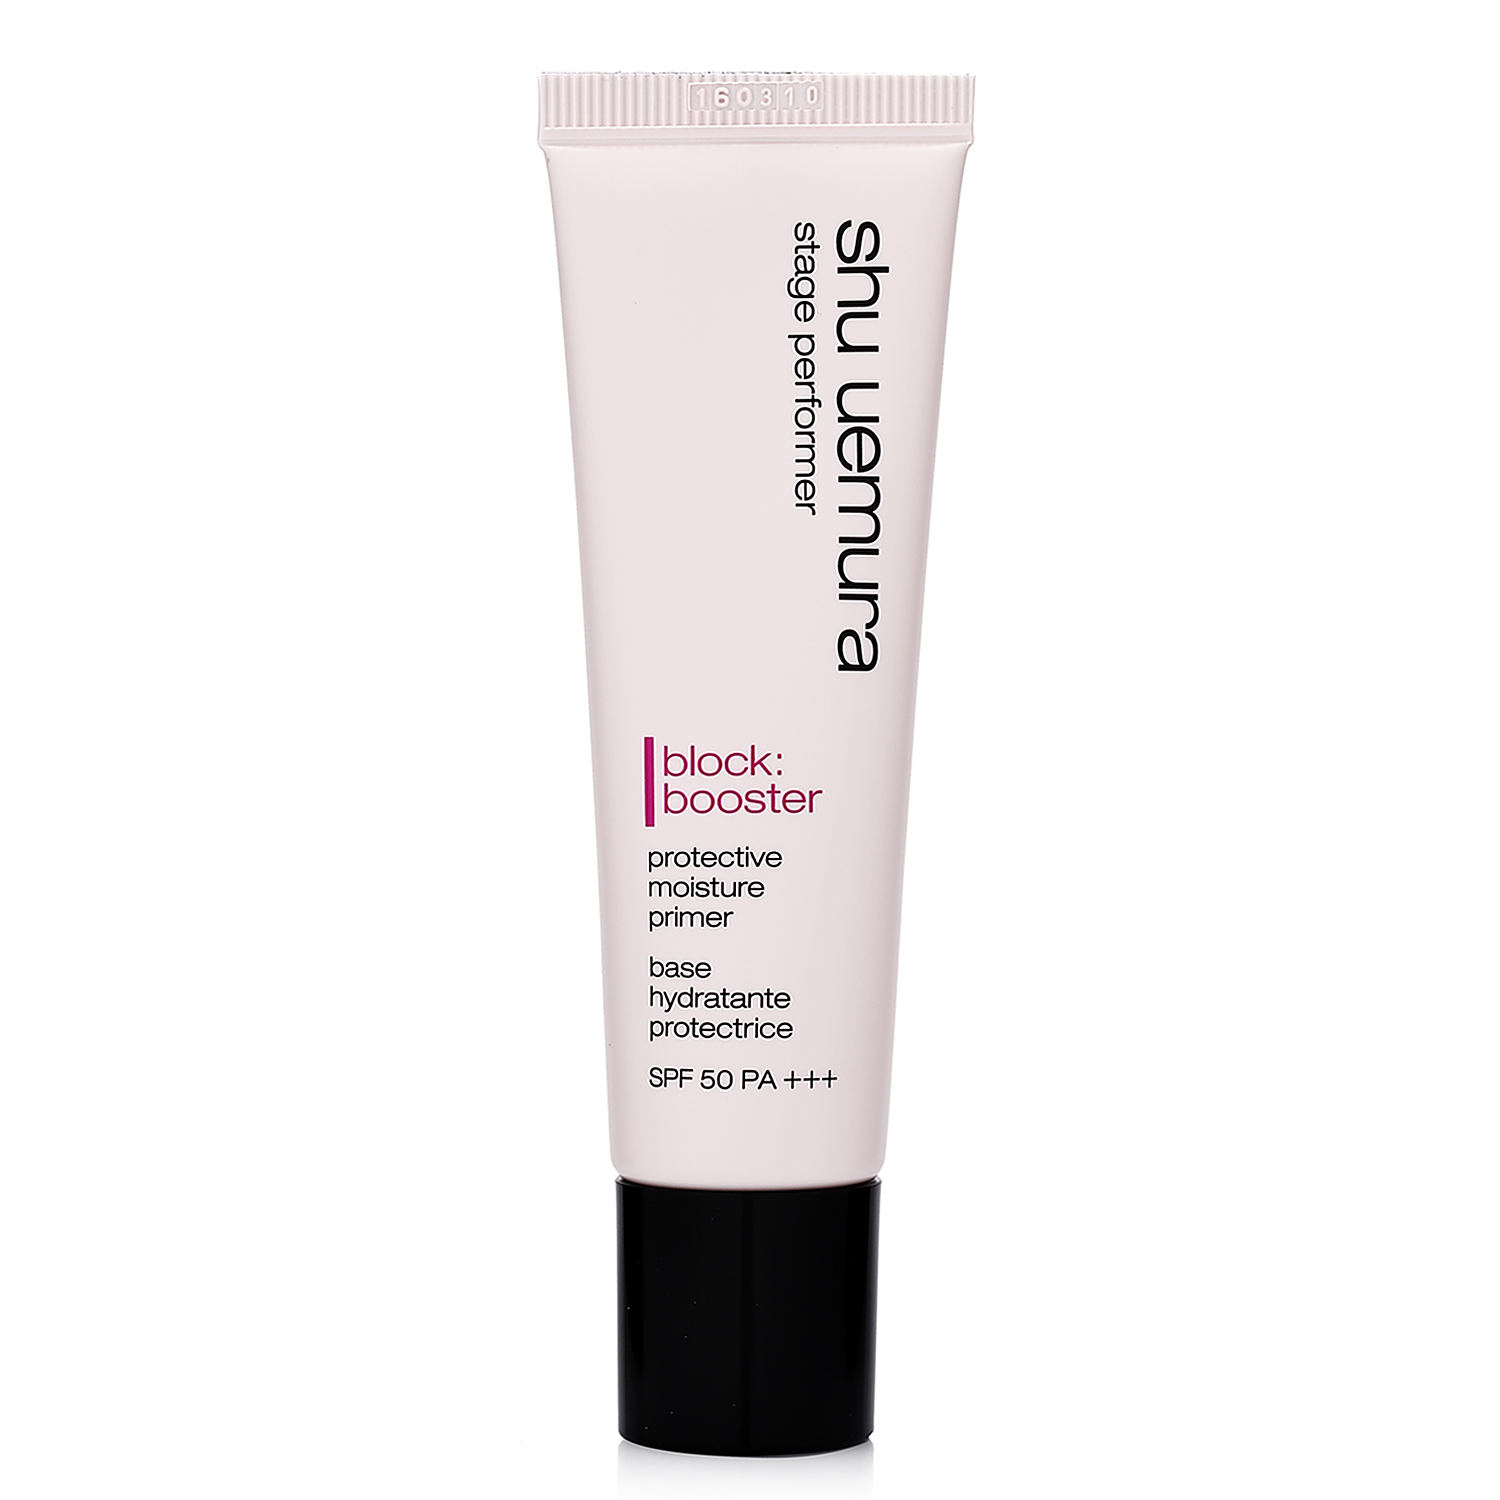 160310
shu uemura
stage performer
block:
booster
protective
moisture
primer
base
hydratante
protectrice
SPF 50 PA +++